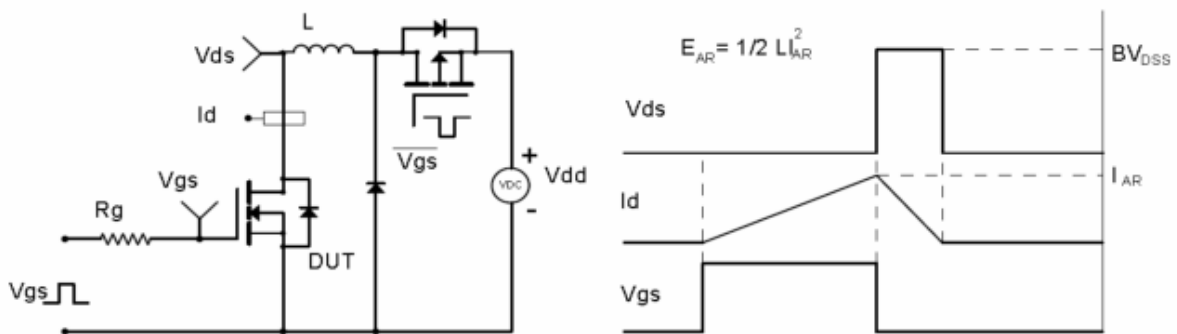 L
Vds
Id
Vgs
Rg
Vgs
DUT
Vgs
+
VDC
-
Vdd
E_AR = 1/2 LI_AR^2
BV_DSS
Vds
I_AR
Id
Vgs